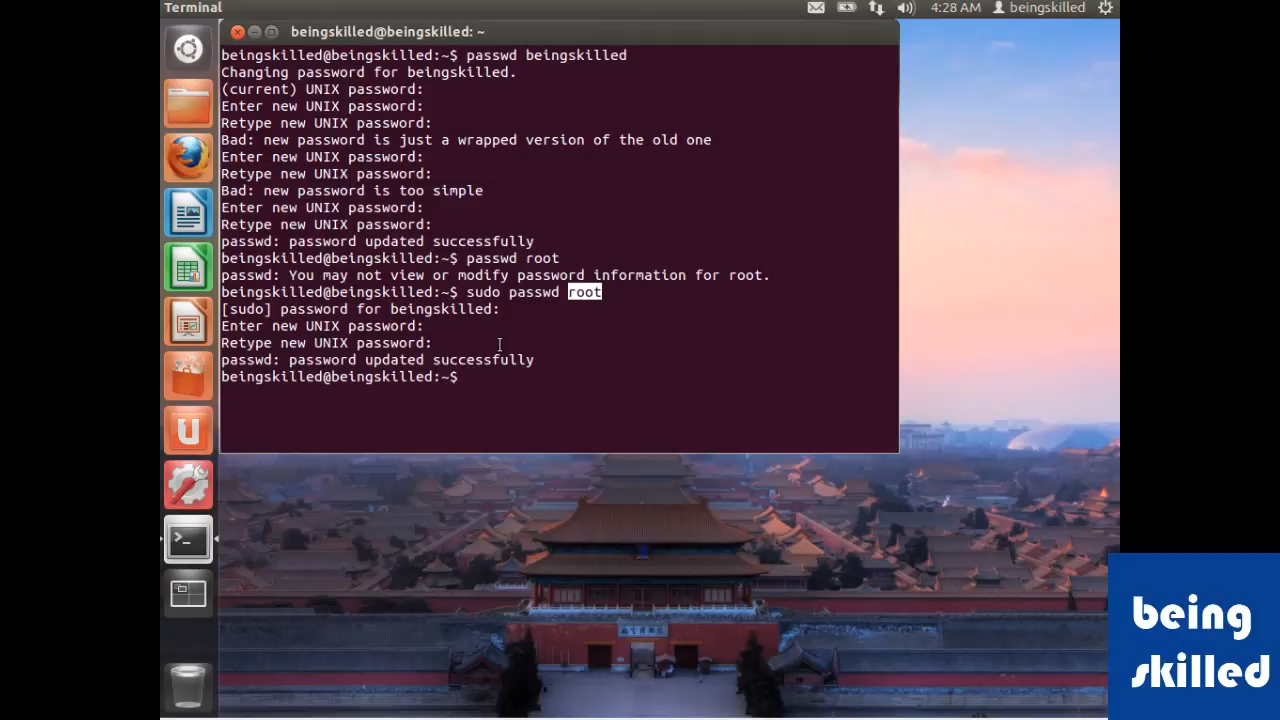 Terminal
4:28 AM
beingskilled
beingskilled@beingskilled: ~
beingskilled@beingskilled:~$ passwd beingskilled
Changing password for beingskilled.
(current) UNIX password:
Enter new UNIX password:
Retype new UNIX password:
Bad: new password is just a wrapped version of the old one
Enter new UNIX password:
Retype new UNIX password:
Bad: new password is too simple
Enter new UNIX password:
Retype new UNIX password:
passwd: password updated successfully
beingskilled@beingskilled:~$ passwd root
passwd: You may not view or modify password information for root.
beingskilled@beingskilled:~$ sudo passwd root
[sudo] password for beingskilled:
Enter new UNIX password:
Retype new UNIX password:
passwd: password updated successfully
beingskilled@beingskilled:~$
being
skilled